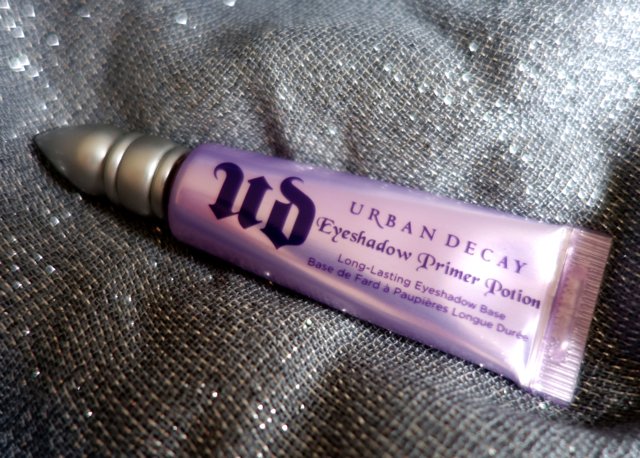 UD
URBAN DECAY
Eyeshadow Primer Potion
Long-Lasting Eyeshadow Base
Base de Fard à Paupières Longue Durée